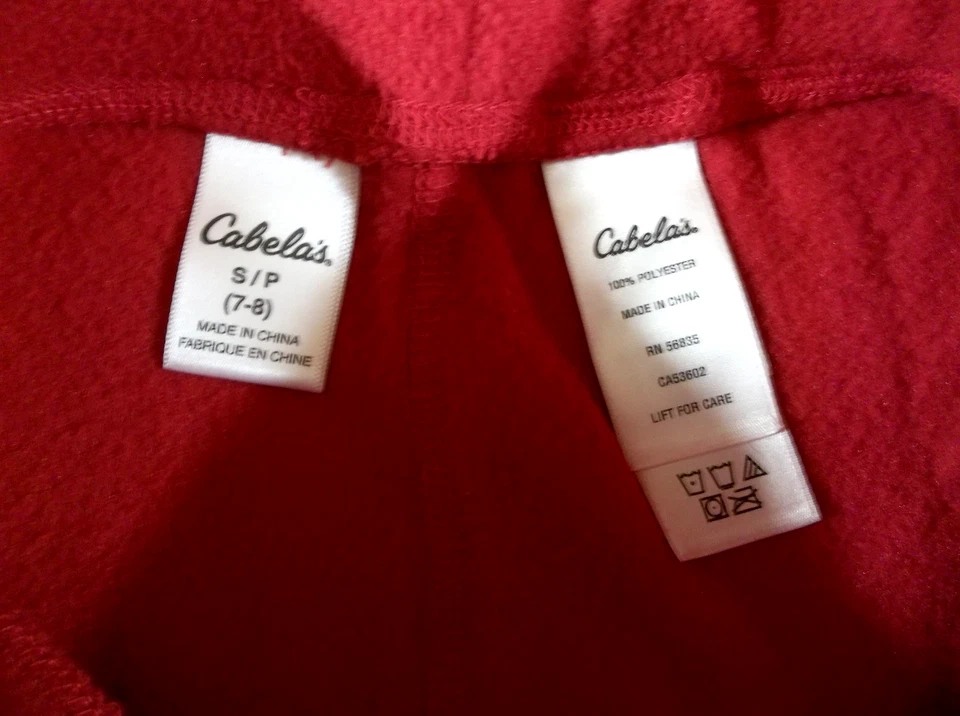 Cabela's
S/P
(7-8)
MADE IN CHINA
FABRIQUE EN CHINE
Cabela's
100% POLYESTER
MADE IN CHINA
RN 56835
CA53602
LIFT FOR CARE